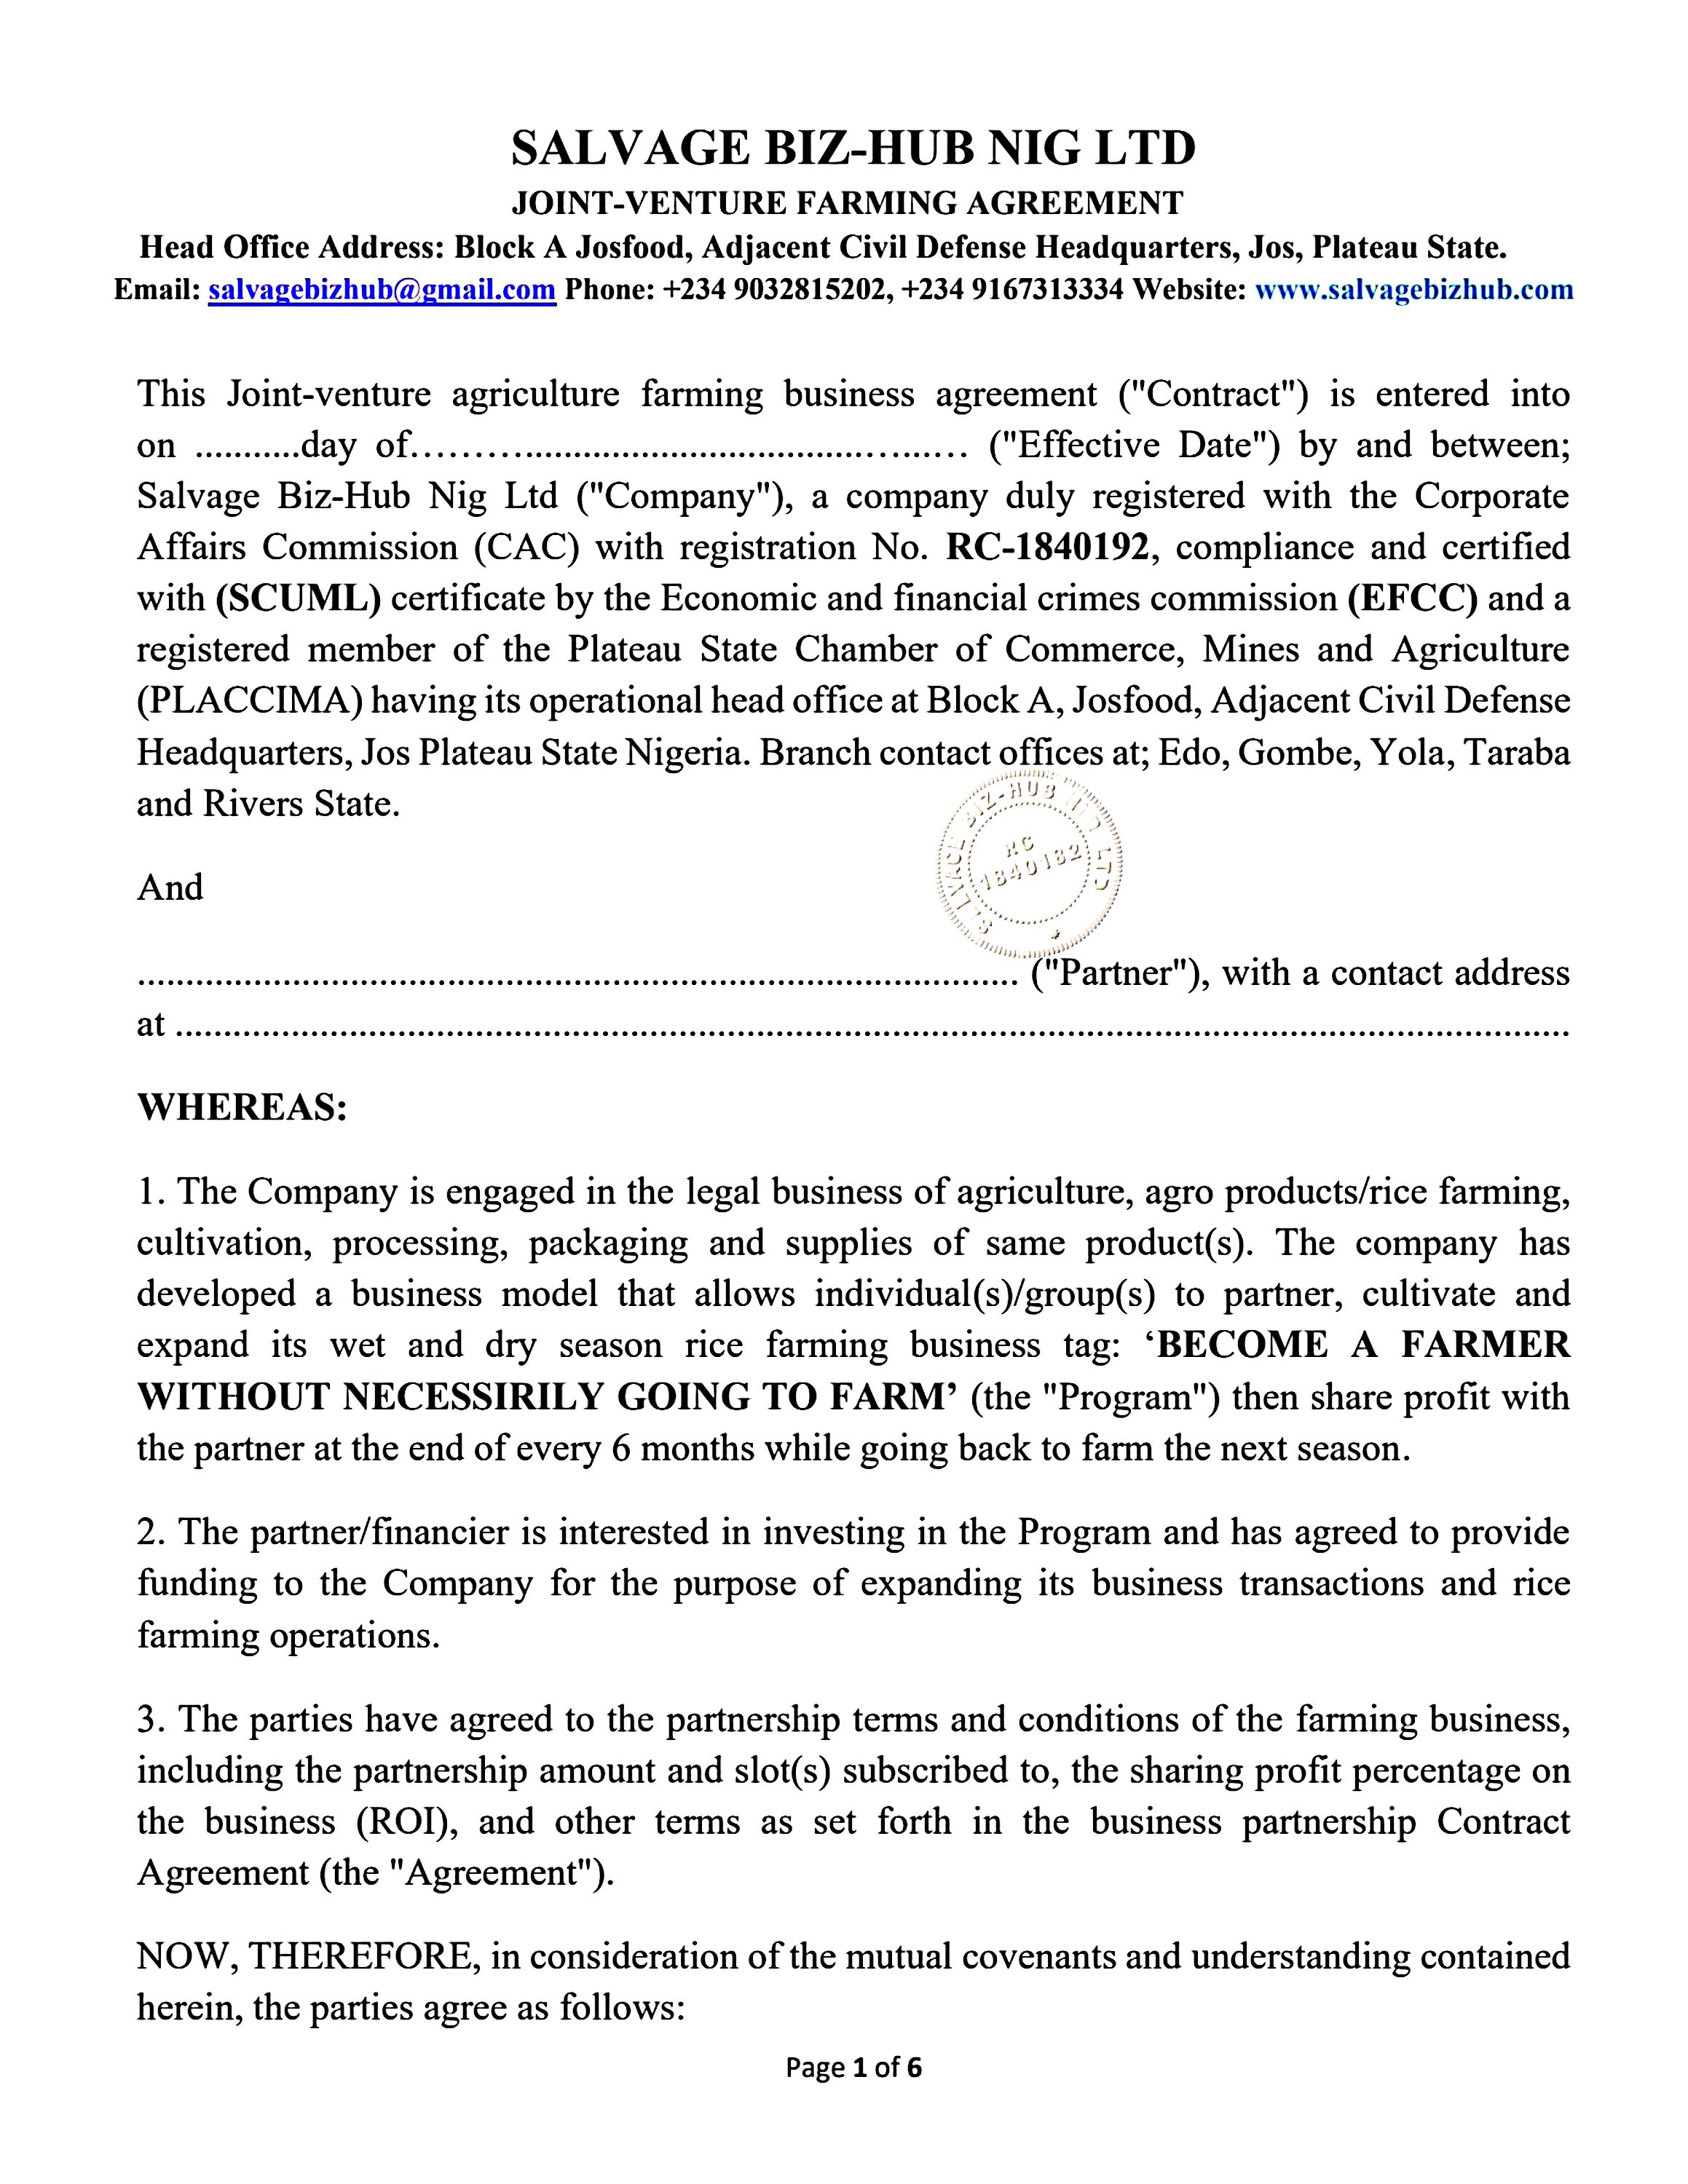 SALVAGE BIZ-HUB NIG LTD
JOINT-VENTURE FARMING AGREEMENT
Head Office Address: Block A Josfood, Adjacent Civil Defense Headquarters, Jos, Plateau State.
Email: salvagebizhub@gmail.com Phone: +234 9032815202, +234 9167313334 Website: www.salvagebizhub.com
This Joint-venture agriculture farming business agreement ("Contract") is entered into
on ...........day of.......................................................... ("Effective Date") by and between;
Salvage Biz-Hub Nig Ltd ("Company"), a company duly registered with the Corporate
Affairs Commission (CAC) with registration No. RC-1840192, compliance and certified
with (SCUML) certificate by the Economic and financial crimes commission (EFCC) and a
registered member of the Plateau State Chamber of Commerce, Mines and Agriculture
(PLACCIMA) having its operational head office at Block A, Josfood, Adjacent Civil Defense
Headquarters, Jos Plateau State Nigeria. Branch contact offices at; Edo, Gombe, Yola, Taraba
and Rivers State.
BIZ-HUB LTD
RC
And
........................................................................................... ("Partner"), with a contact address
at ................................................................................................................................................
WHEREAS:
1. The Company is engaged in the legal business of agriculture, agro products/rice farming,
cultivation, processing, packaging and supplies of same product(s). The company has
developed a business model that allows individual(s)/group(s) to partner, cultivate and
expand its wet and dry season rice farming business tag: ‘BECOME A FARMER
WITHOUT NECESSIRILY GOING TO FARM’ (the "Program") then share profit with
the partner at the end of every 6 months while going back to farm the next season.
2. The partner/financier is interested in investing in the Program and has agreed to provide
funding to the Company for the purpose of expanding its business transactions and rice
farming operations.
3. The parties have agreed to the partnership terms and conditions of the farming business,
including the partnership amount and slot(s) subscribed to, the sharing profit percentage on
the business (ROI), and other terms as set forth in the business partnership Contract
Agreement (the "Agreement").
NOW, THEREFORE, in consideration of the mutual covenants and understanding contained
herein, the parties agree as follows:
Page 1 of 6